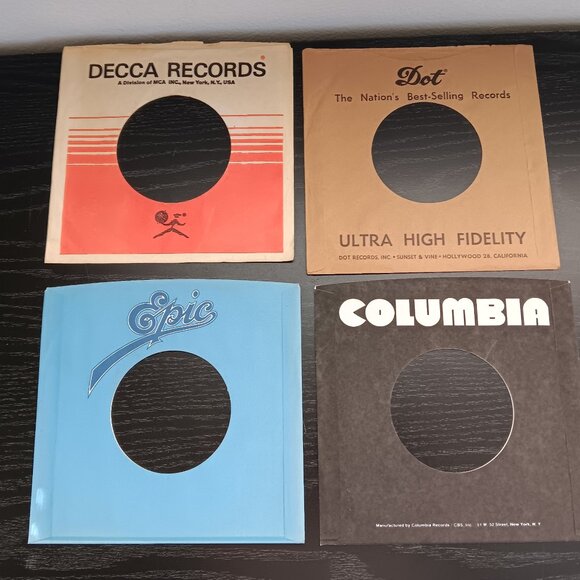 DECCA RECORDS
A Division of MCA INC., New York, N.Y., USA
Dot
The Nation's Best-Selling Records
ULTRA HIGH FIDELITY
DOT RECORDS, INC. • SUNSET & VINE • HOLLYWOOD 28, CALIFORNIA
Epic
COLUMBIA
Manufactured by Columbia Records · CBS, Inc. 51 W. 52 Street, New York, N.Y.